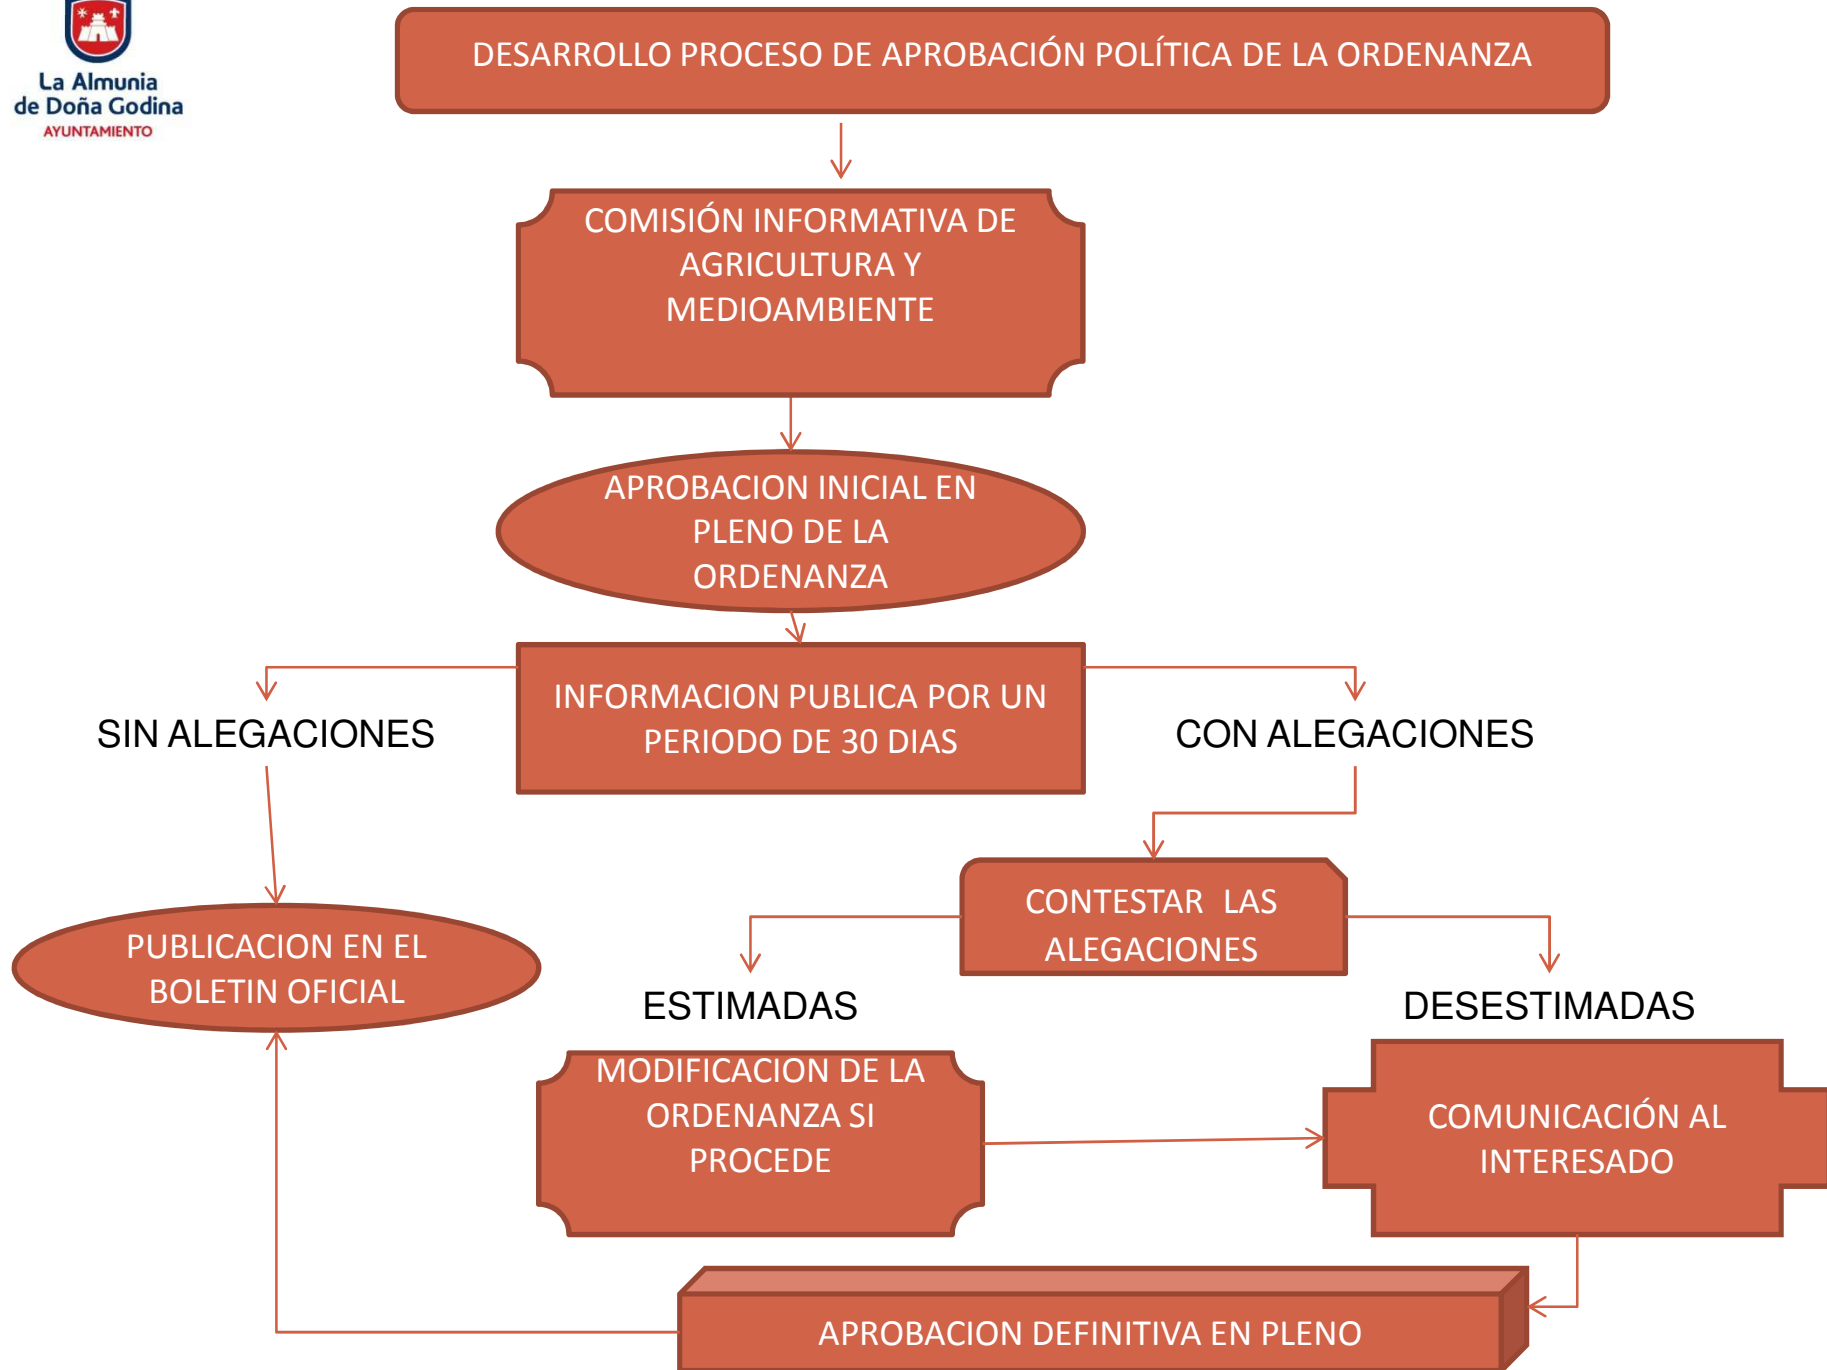 La Almunia
de Doña Godina
AYUNTAMIENTO
DESARROLLO PROCESO DE APROBACIÓN POLÍTICA DE LA ORDENANZA
COMISIÓN INFORMATIVA DE
AGRICULTURA Y
MEDIOAMBIENTE
APROBACION INICIAL EN
PLENO DE LA
ORDENANZA
INFORMACION PUBLICA POR UN
PERIODO DE 30 DIAS
SIN ALEGACIONES
CON ALEGACIONES
CONTESTAR LAS
ALEGACIONES
PUBLICACION EN EL
BOLETIN OFICIAL
ESTIMADAS
DESESTIMADAS
MODIFICACION DE LA
ORDENANZA SI
PROCEDE
COMUNICACIÓN AL
INTERESADO
APROBACION DEFINITIVA EN PLENO